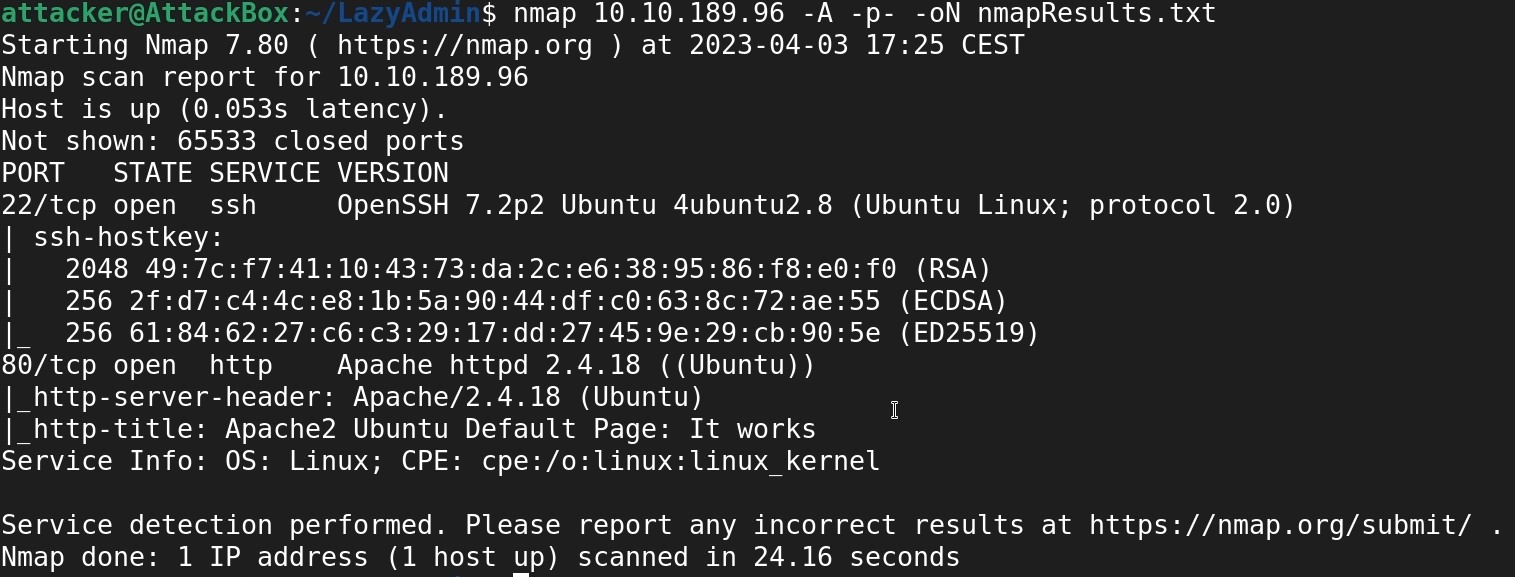 attacker@AttackBox:~/LazyAdmin$ nmap 10.10.189.96 -A -p- -oN nmapResults.txt
Starting Nmap 7.80 ( https://nmap.org ) at 2023-04-03 17:25 CEST
Nmap scan report for 10.10.189.96
Host is up (0.053s latency).
Not shown: 65533 closed ports
PORT   STATE SERVICE VERSION
22/tcp open  ssh     OpenSSH 7.2p2 Ubuntu 4ubuntu2.8 (Ubuntu Linux; protocol 2.0)
| ssh-hostkey:
|   2048 49:7c:f7:41:10:43:73:da:2c:e6:38:95:86:f8:e0:f0 (RSA)
|   256 2f:d7:c4:4c:e8:1b:5a:90:44:df:c0:63:8c:72:ae:55 (ECDSA)
|_  256 61:84:62:27:c6:c3:29:17:dd:27:45:9e:29:cb:90:5e (ED25519)
80/tcp open  http    Apache httpd 2.4.18 ((Ubuntu))
|_http-server-header: Apache/2.4.18 (Ubuntu)
|_http-title: Apache2 Ubuntu Default Page: It works
Service Info: OS: Linux; CPE: cpe:/o:linux:linux_kernel

Service detection performed. Please report any incorrect results at https://nmap.org/submit/ .
Nmap done: 1 IP address (1 host up) scanned in 24.16 seconds